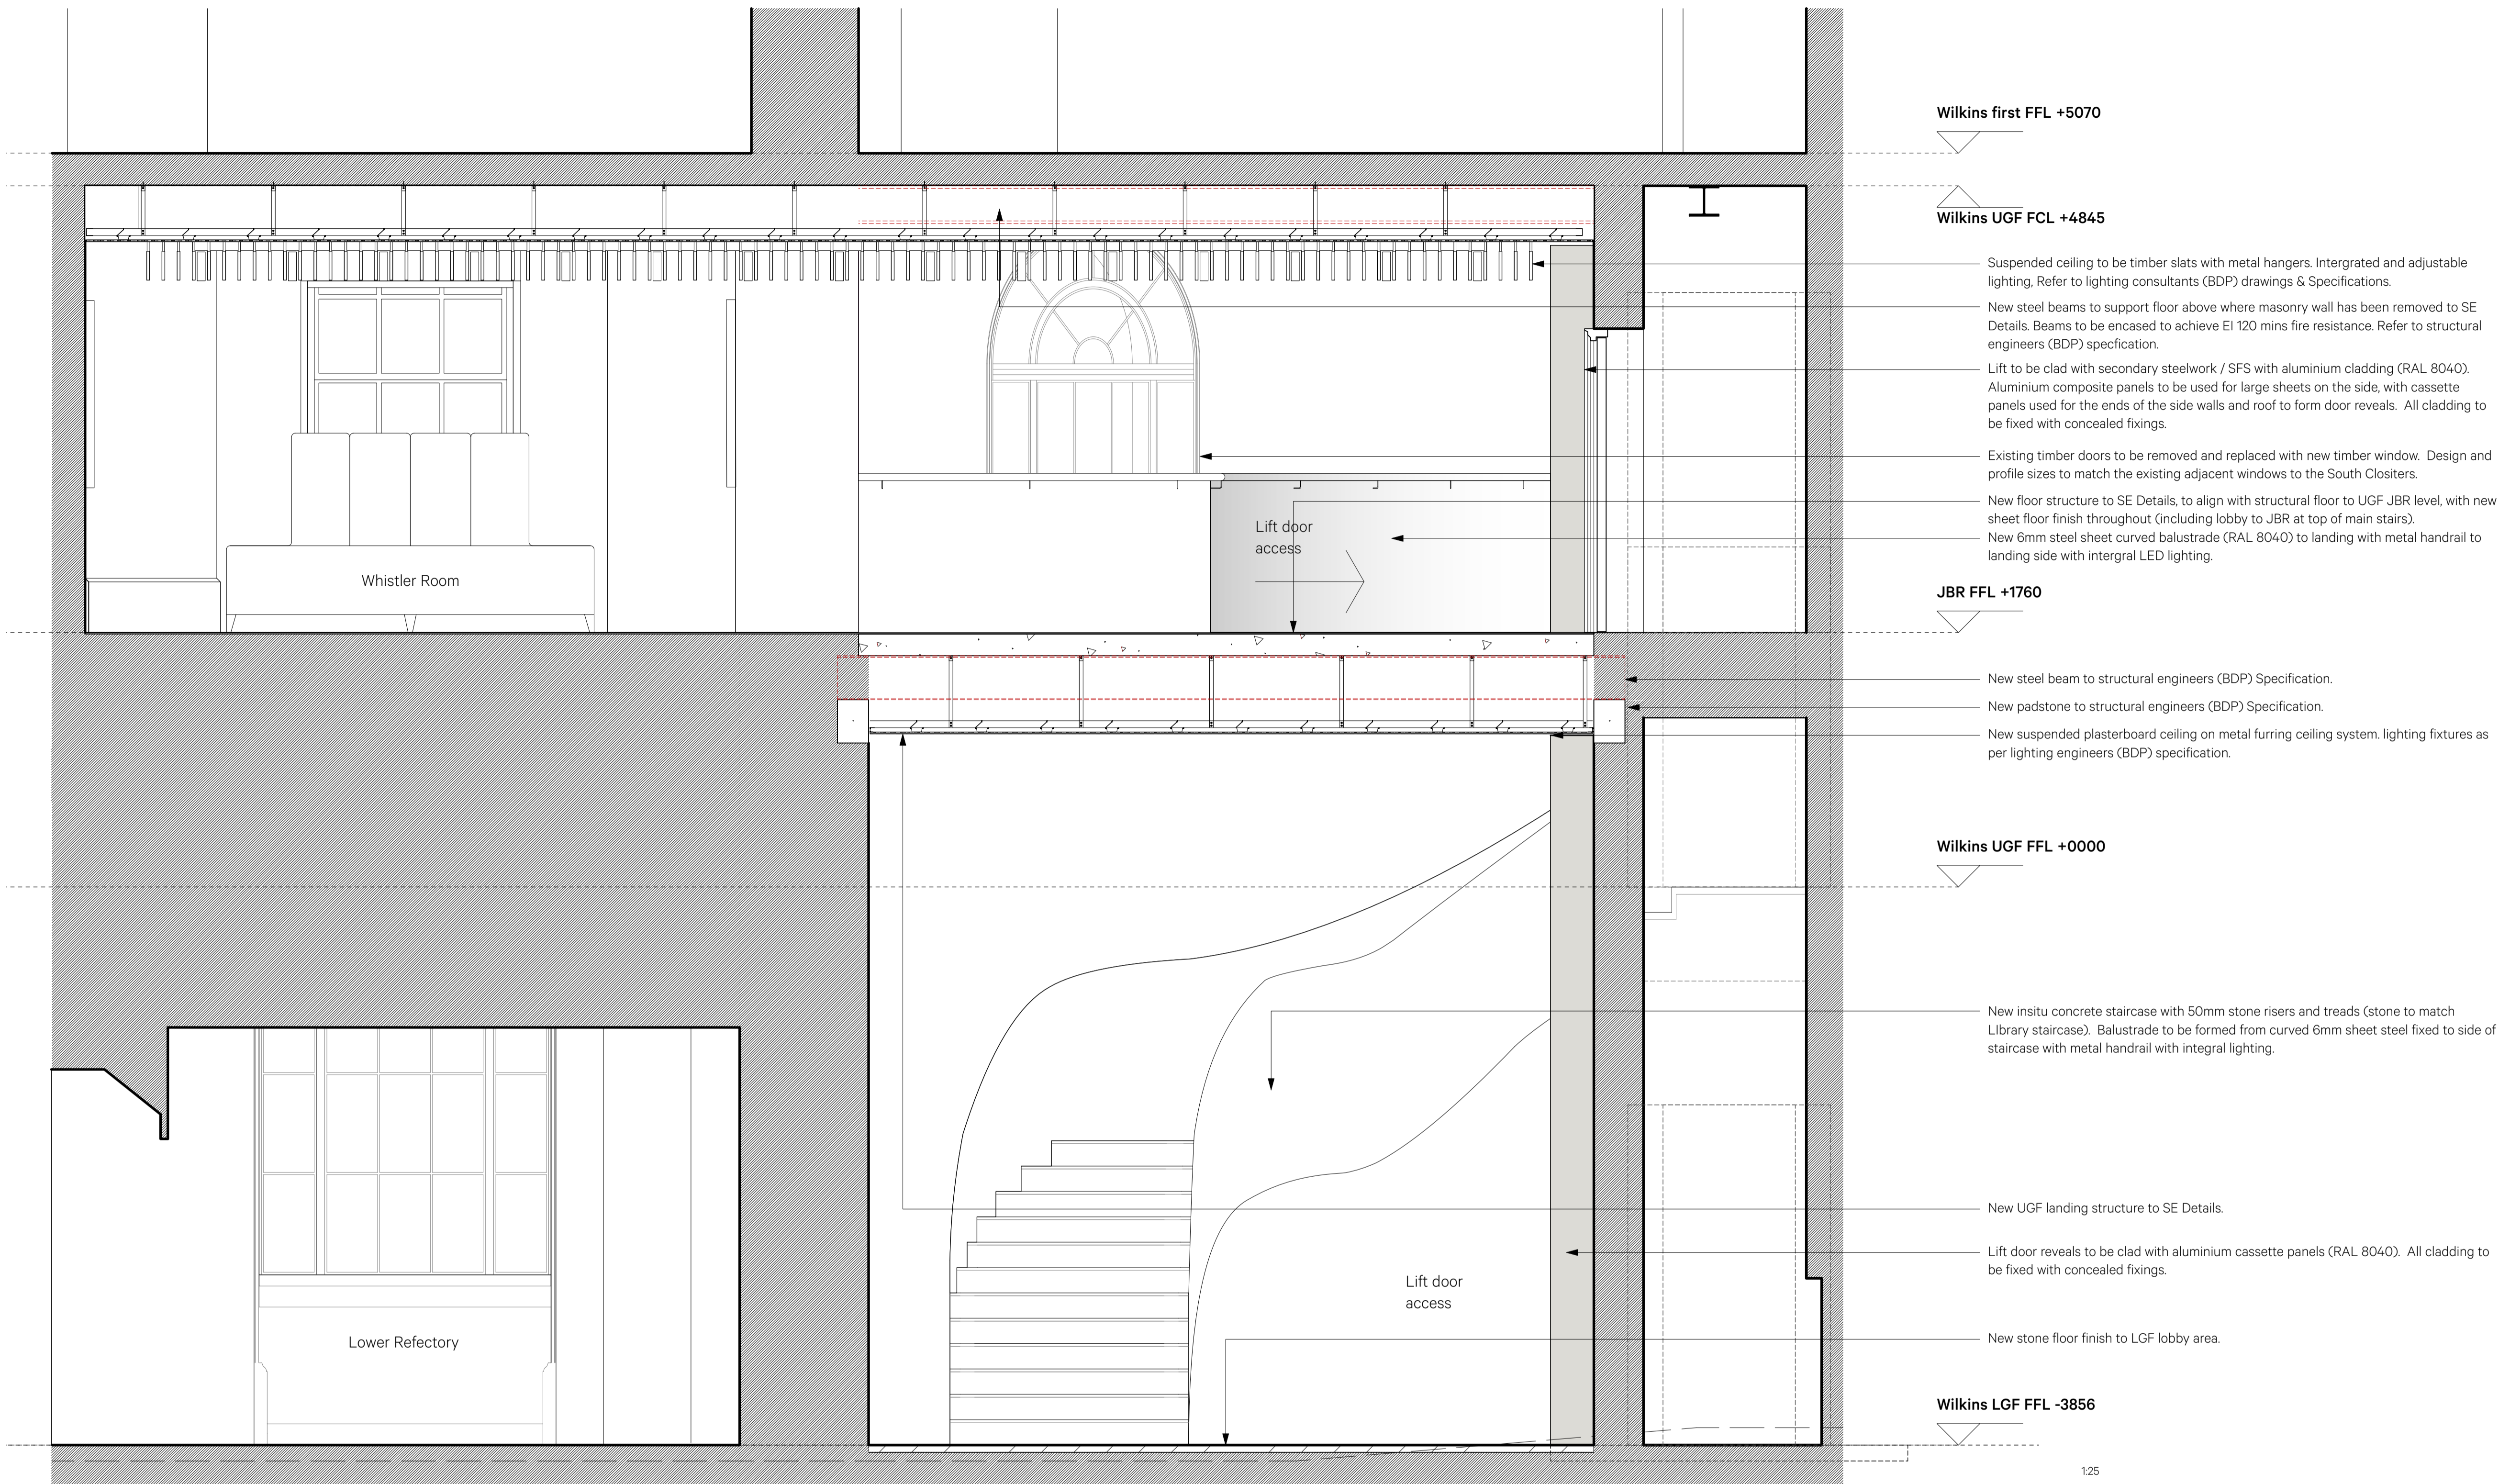 Wilkins first FFL +5070
Wilkins UGF FCL +4845
Suspended ceiling to be timber slats with metal hangers. Intergrated and adjustable
lighting, Refer to lighting consultants (BDP) drawings & Specifications.
New steel beams to support floor above where masonry wall has been removed to SE
Details. Beams to be encased to achieve EI 120 mins fire resistance. Refer to structural
engineers (BDP) specfication.
Lift to be clad with secondary steelwork / SFS with aluminium cladding (RAL 8040).
Aluminium composite panels to be used for large sheets on the side, with cassette
panels used for the ends of the side walls and roof to form door reveals. All cladding to
be fixed with concealed fixings.
Existing timber doors to be removed and replaced with new timber window. Design and
profile sizes to match the existing adjacent windows to the South Clositers.
New floor structure to SE Details, to align with structural floor to UGF JBR level, with new
sheet floor finish throughout (including lobby to JBR at top of main stairs).
New 6mm steel sheet curved balustrade (RAL 8040) to landing with metal handrail to
landing side with intergral LED lighting.
Lift door
access
Whistler Room
JBR FFL +1760
New steel beam to structural engineers (BDP) Specification.
New padstone to structural engineers (BDP) Specification.
New suspended plasterboard ceiling on metal furring ceiling system. lighting fixtures as
per lighting engineers (BDP) specification.
Wilkins UGF FFL +0000
New insitu concrete staircase with 50mm stone risers and treads (stone to match
LIbrary staircase). Balustrade to be formed from curved 6mm sheet steel fixed to side of
staircase with metal handrail with integral lighting.
New UGF landing structure to SE Details.
Lift door reveals to be clad with aluminium cassette panels (RAL 8040). All cladding to
be fixed with concealed fixings.
Lift door
access
Lower Refectory
New stone floor finish to LGF lobby area.
Wilkins LGF FFL -3856
1:25